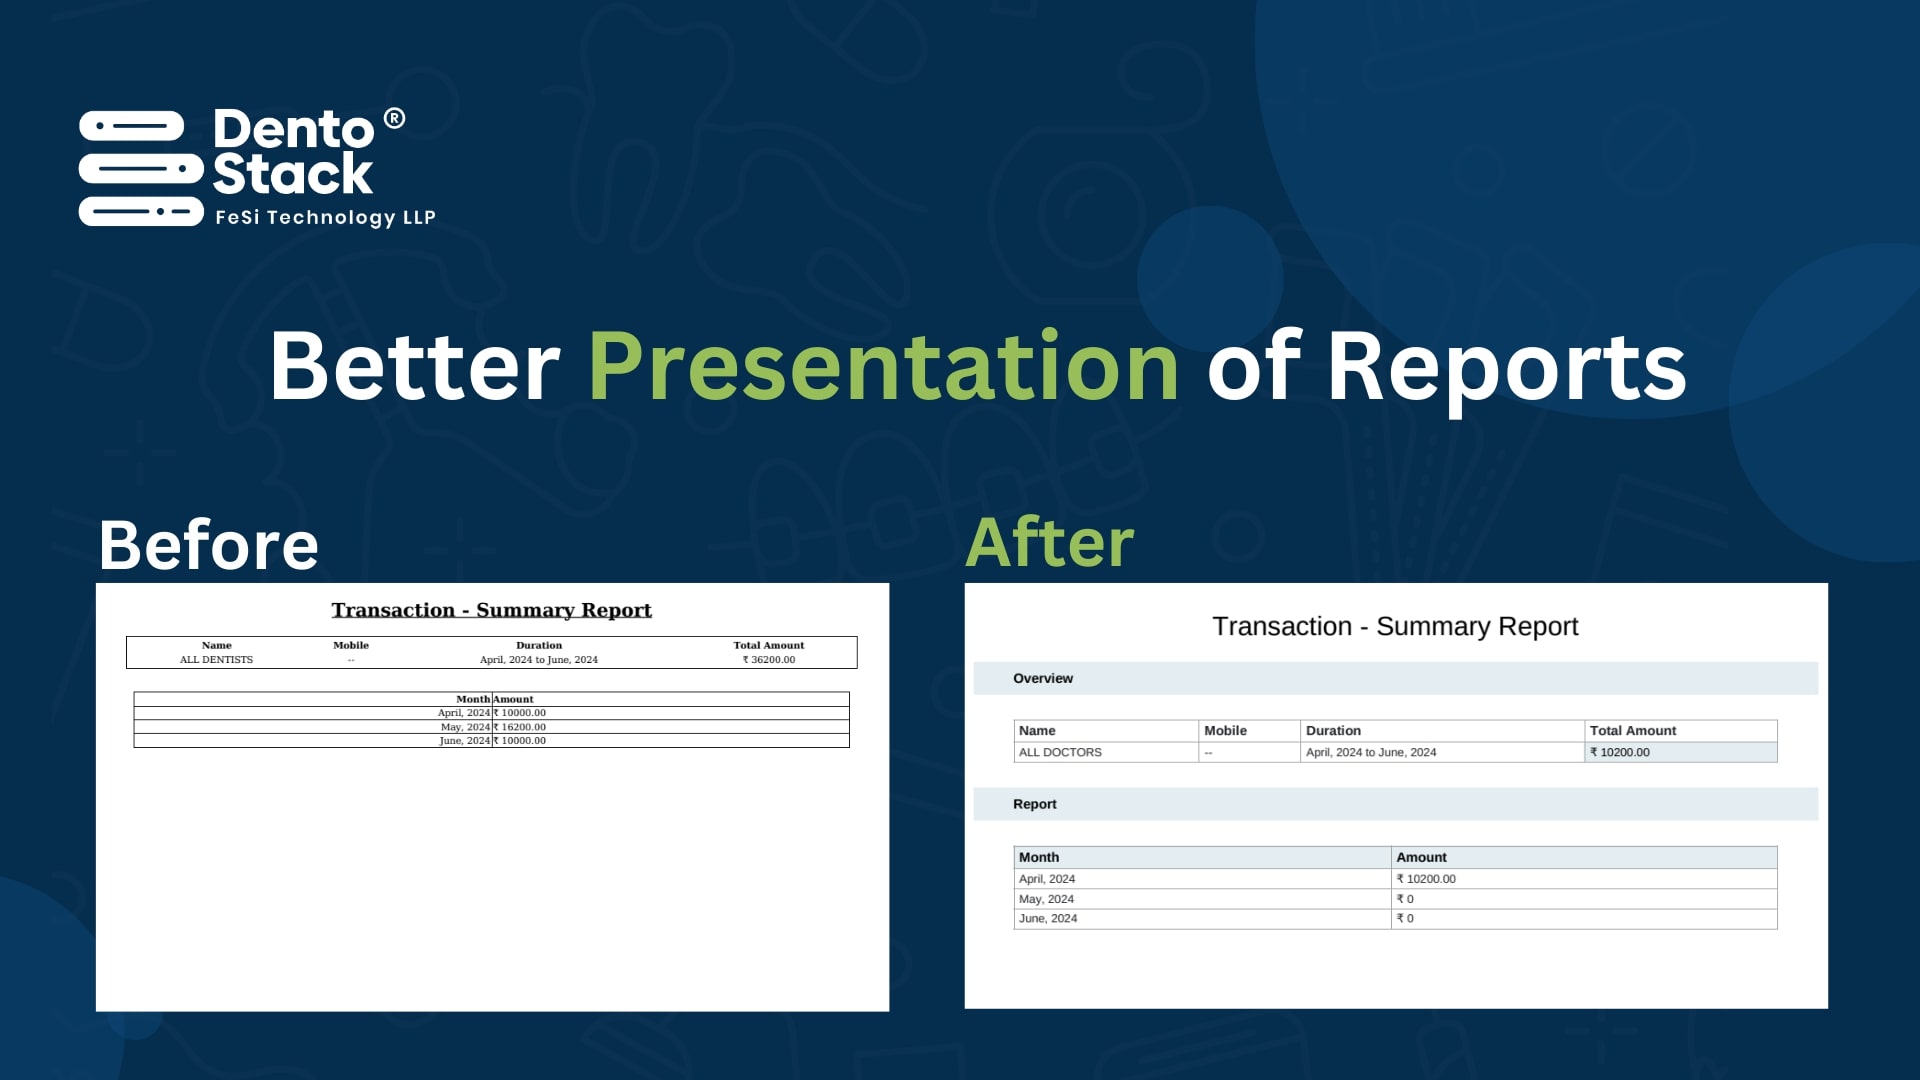 Dento ®
Stack
FeSi Technology LLP
Better Presentation of Reports
Before
Transaction - Summary Report
Name Mobile Duration Total Amount
ALL DENTISTS -- April, 2024 to June, 2024 ₹ 36200.00
Month Amount
April, 2024 ₹ 10000.00
May, 2024 ₹ 16200.00
June, 2024 ₹ 10000.00
After
Transaction - Summary Report
Overview
Name Mobile Duration Total Amount
ALL DOCTORS -- April, 2024 to June, 2024 ₹ 10200.00
Report
Month Amount
April, 2024 ₹ 10200.00
May, 2024 ₹ 0
June, 2024 ₹ 0